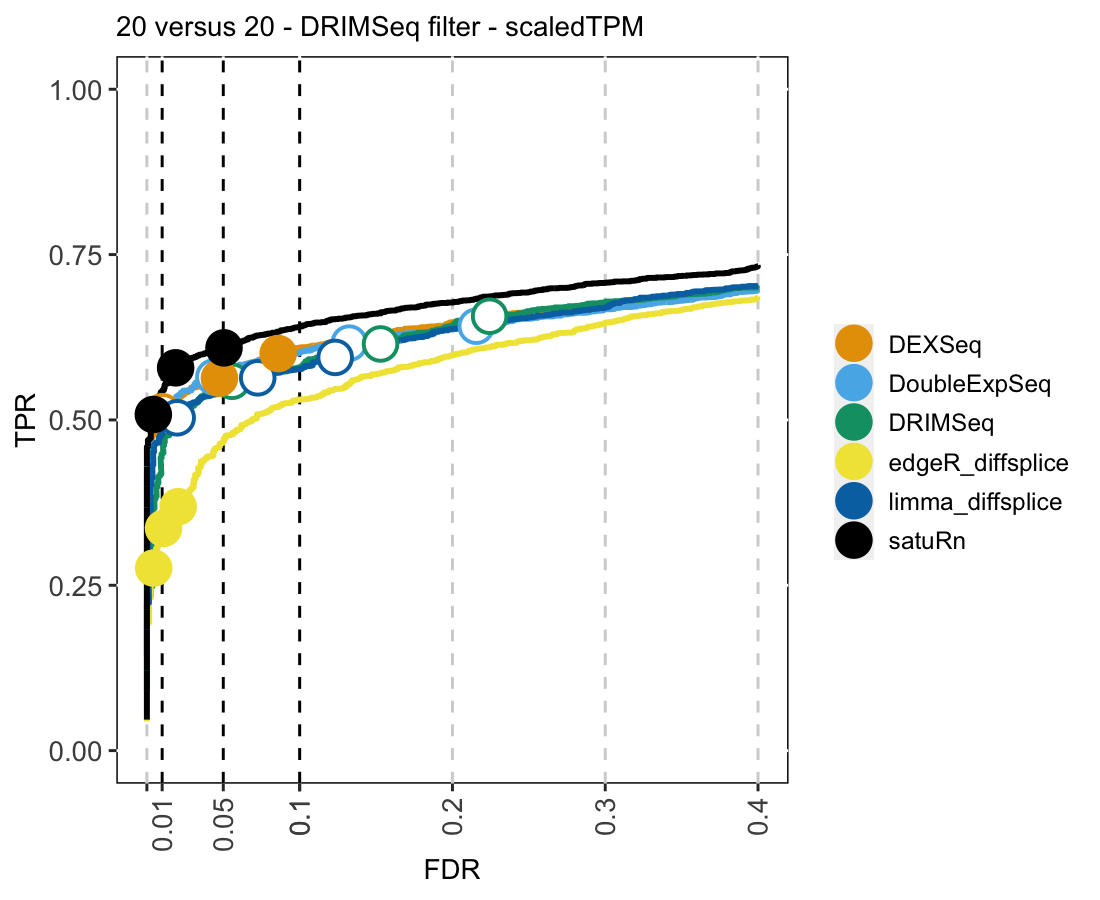 20 versus 20 - DRIMSeq filter - scaledTPM
1.00
0.75
0.50
0.25
0.00
TPR
0.01
0.05
0.1
0.2
0.3
0.4
FDR
DEXSeq
DoubleExpSeq
DRIMSeq
edgeR_diffsplice
limma_diffsplice
satuRn